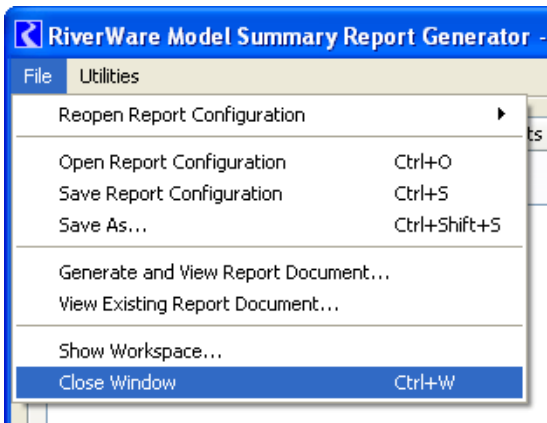 RiverWare Model Summary Report Generator -
File Utilities
Reopen Report Configuration
ts
Open Report Configuration Ctrl+O
Save Report Configuration Ctrl+S
Save As... Ctrl+Shift+S
Generate and View Report Document...
View Existing Report Document...
Show Workspace...
Close Window Ctrl+W